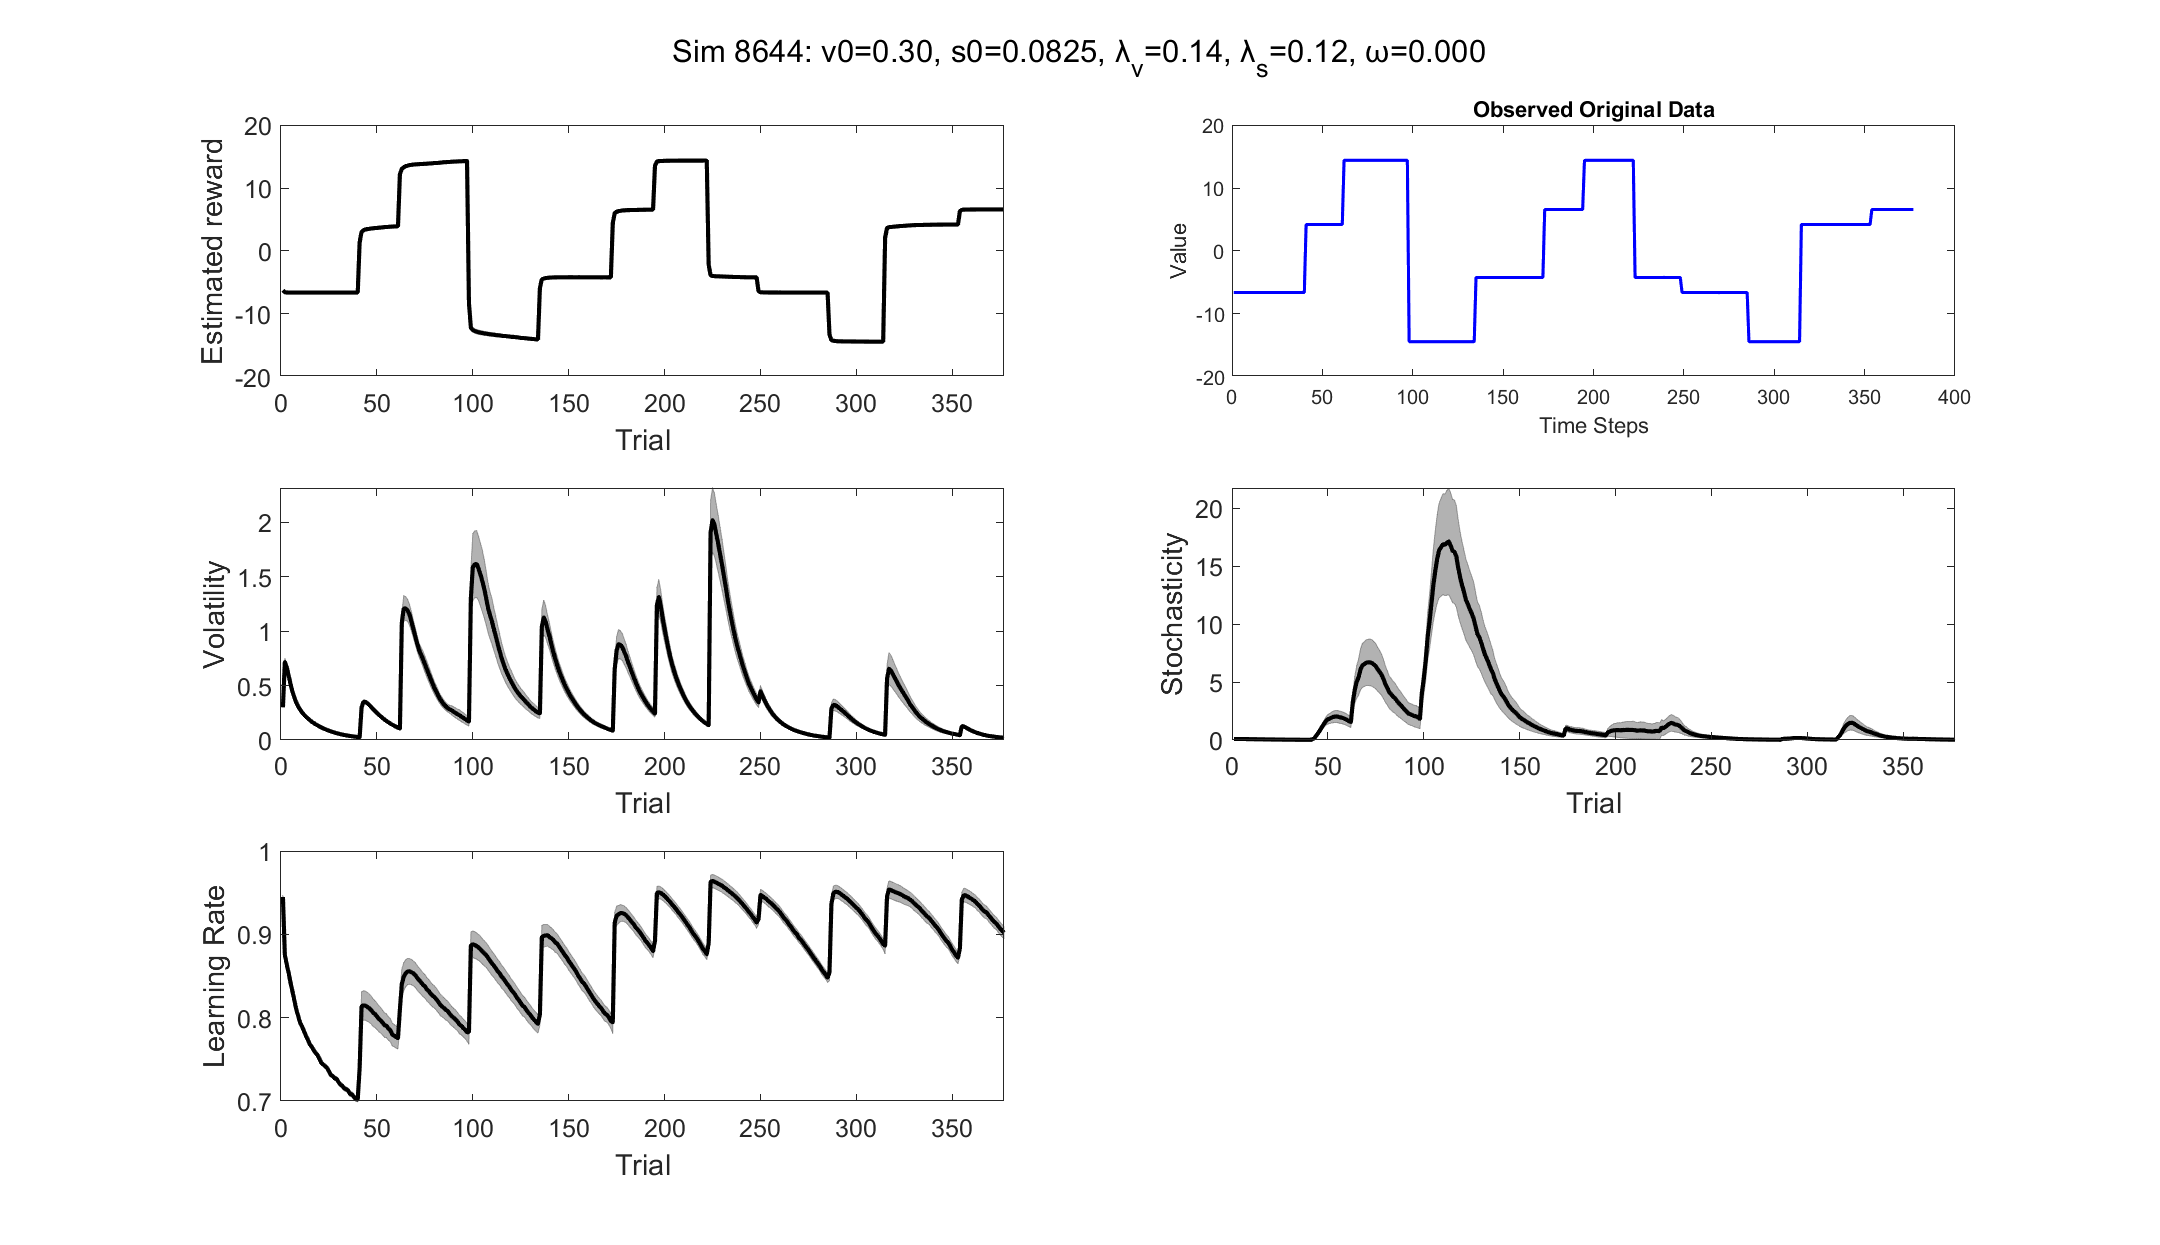 Sim 8644: v0=0.30, s0=0.0825, λv=0.14, λs=0.12, ω=0.000
Estimated reward
20
10
0
-10
-20
0 50 100 150 200 250 300 350
Trial
Observed Original Data
Value
20
10
0
-10
-20
0 50 100 150 200 250 300 350 400
Time Steps
Volatility
2
1.5
1
0.5
0
0 50 100 150 200 250 300 350
Trial
Stochasticity
20
15
10
5
0
0 50 100 150 200 250 300 350
Trial
Learning Rate
1
0.9
0.8
0.7
0 50 100 150 200 250 300 350
Trial